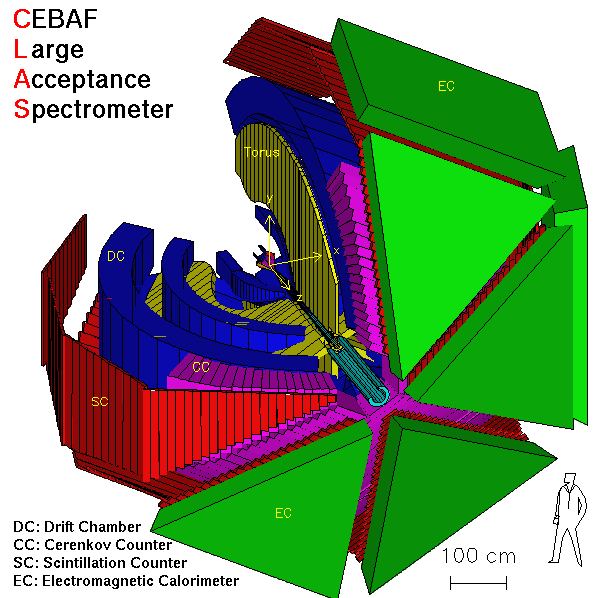 CEBAF
Large
Acceptance
Spectrometer
EC
Torus
y
x
DC
z
CC
SC
EC
DC: Drift Chamber
CC: Cerenkov Counter
SC: Scintillation Counter
EC: Electromagnetic Calorimeter
100 cm